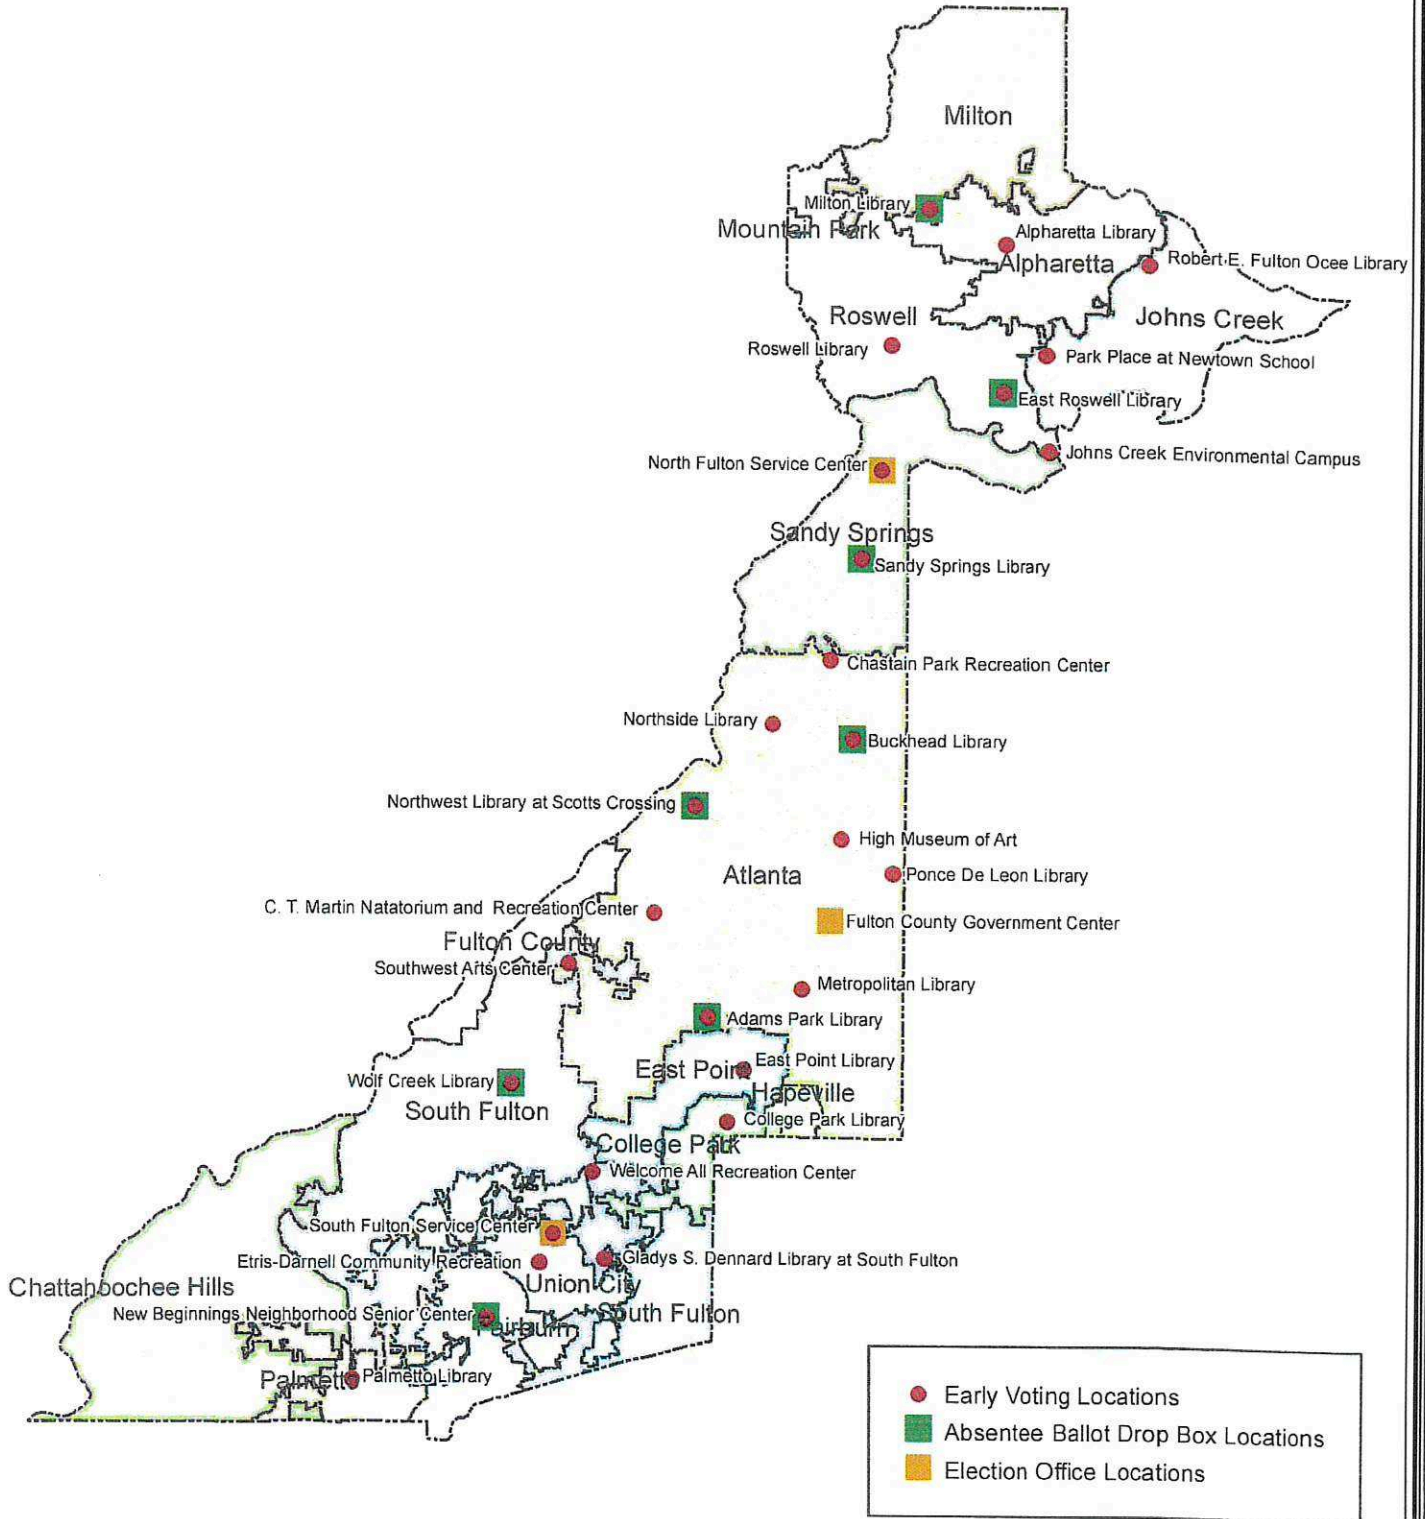 Milton
Milton Library
Mountain Park
Alpharetta Library
Alpharetta
Robert E. Fulton Ocee Library
Roswell
Johns Creek
Roswell Library
Park Place at Newtown School
East Roswell Library
Johns Creek Environmental Campus
North Fulton Service Center
Sandy Springs
Sandy Springs Library
Chastain Park Recreation Center
Northside Library
Buckhead Library
Northwest Library at Scotts Crossing
High Museum of Art
Atlanta
Ponce De Leon Library
C. T. Martin Natatorium and Recreation Center
Fulton County Government Center
Fulton County
Southwest Arts Center
Metropolitan Library
Adams Park Library
East Point
East Point Library
Wolf Creek Library
Hapeville
South Fulton
College Park Library
College Park
Welcome All Recreation Center
South Fulton Service Center
Etris-Darnell Community Recreation
Gladys S. Dennard Library at South Fulton
Chattahoochee Hills
Union City
New Beginnings Neighborhood Senior Center
South Fulton
Fairburn
Palmetto
Palmetto Library
Early Voting Locations
Absentee Ballot Drop Box Locations
Election Office Locations